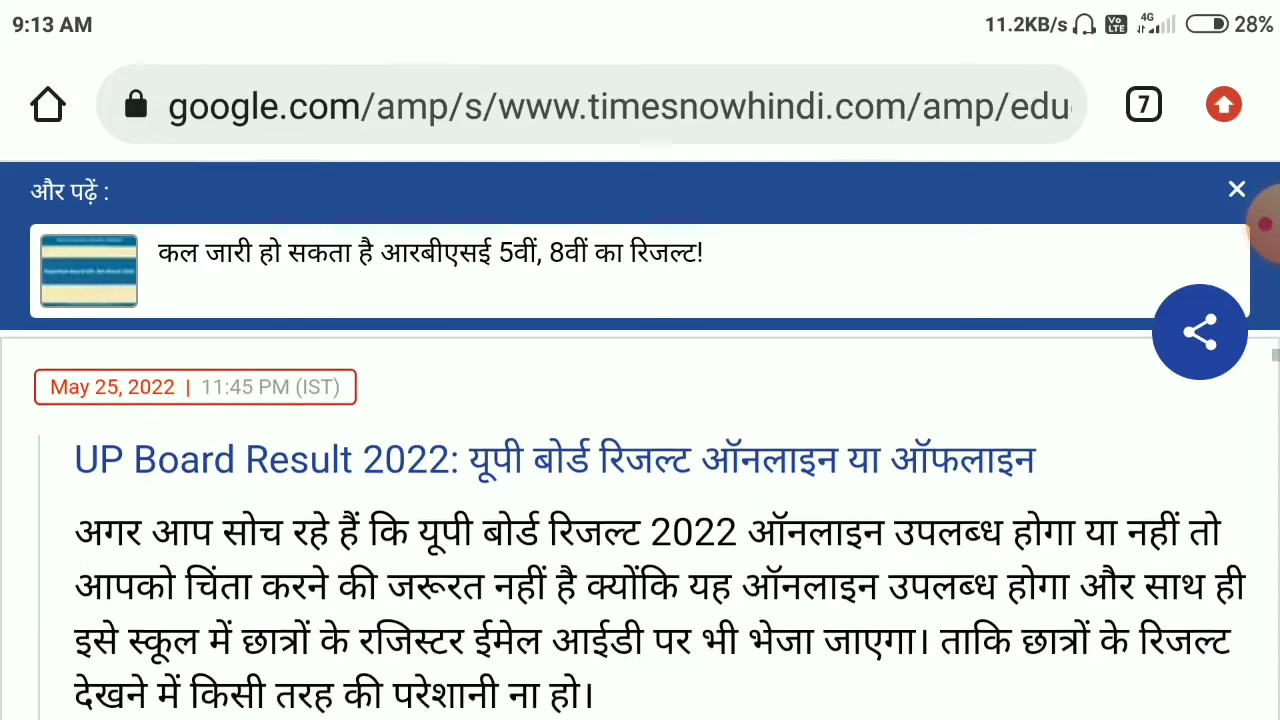 9:13 AM
11.2KB/s Vo LTE 4G 28%
google.com/amp/s/www.timesnowhindi.com/amp/edu
7
और पढ़ें :
कल जारी हो सकता है आरबीएसई 5वीं, 8वीं का रिजल्ट!
May 25, 2022 | 11:45 PM (IST)
UP Board Result 2022: यूपी बोर्ड रिजल्ट ऑनलाइन या ऑफलाइन
अगर आप सोच रहे हैं कि यूपी बोर्ड रिजल्ट 2022 ऑनलाइन उपलब्ध होगा या नहीं तो
आपको चिंता करने की जरूरत नहीं है क्योंकि यह ऑनलाइन उपलब्ध होगा और साथ ही
इसे स्कूल में छात्रों के रजिस्टर ईमेल आईडी पर भी भेजा जाएगा। ताकि छात्रों के रिजल्ट
देखने में किसी तरह की परेशानी ना हो।